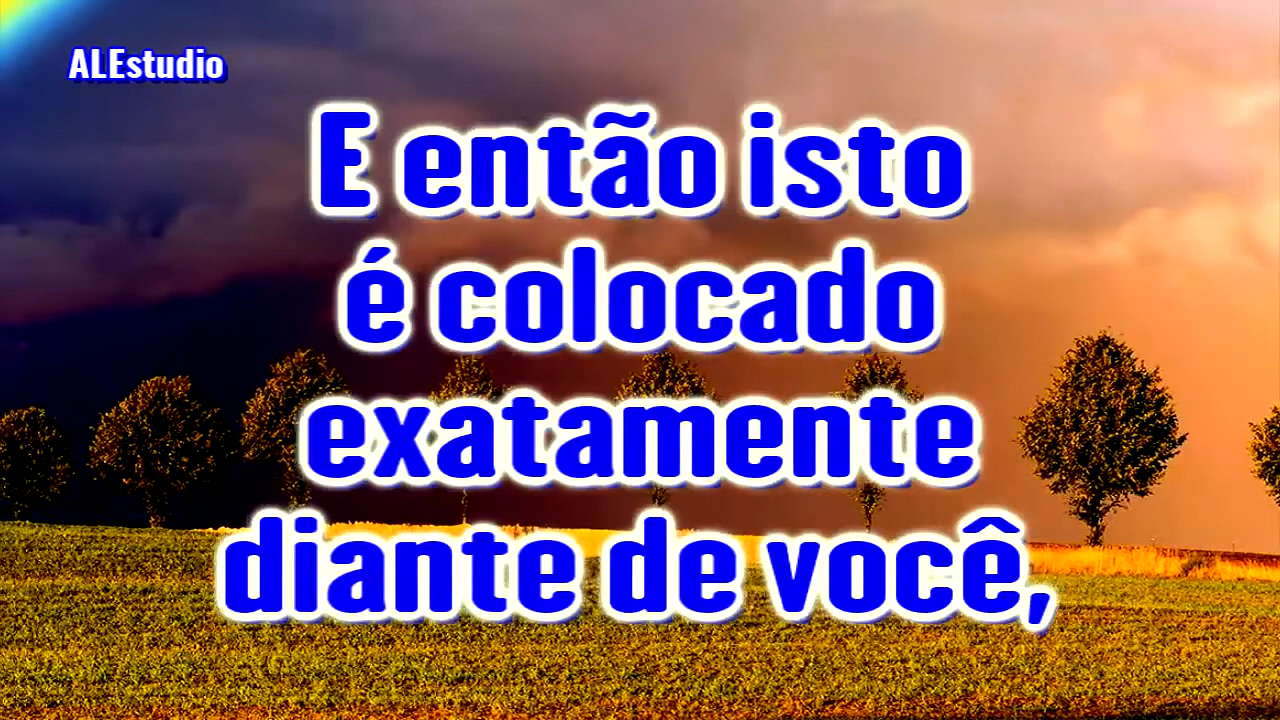 ALEstudio
E então isto
é colocado
exatamente
diante de você,